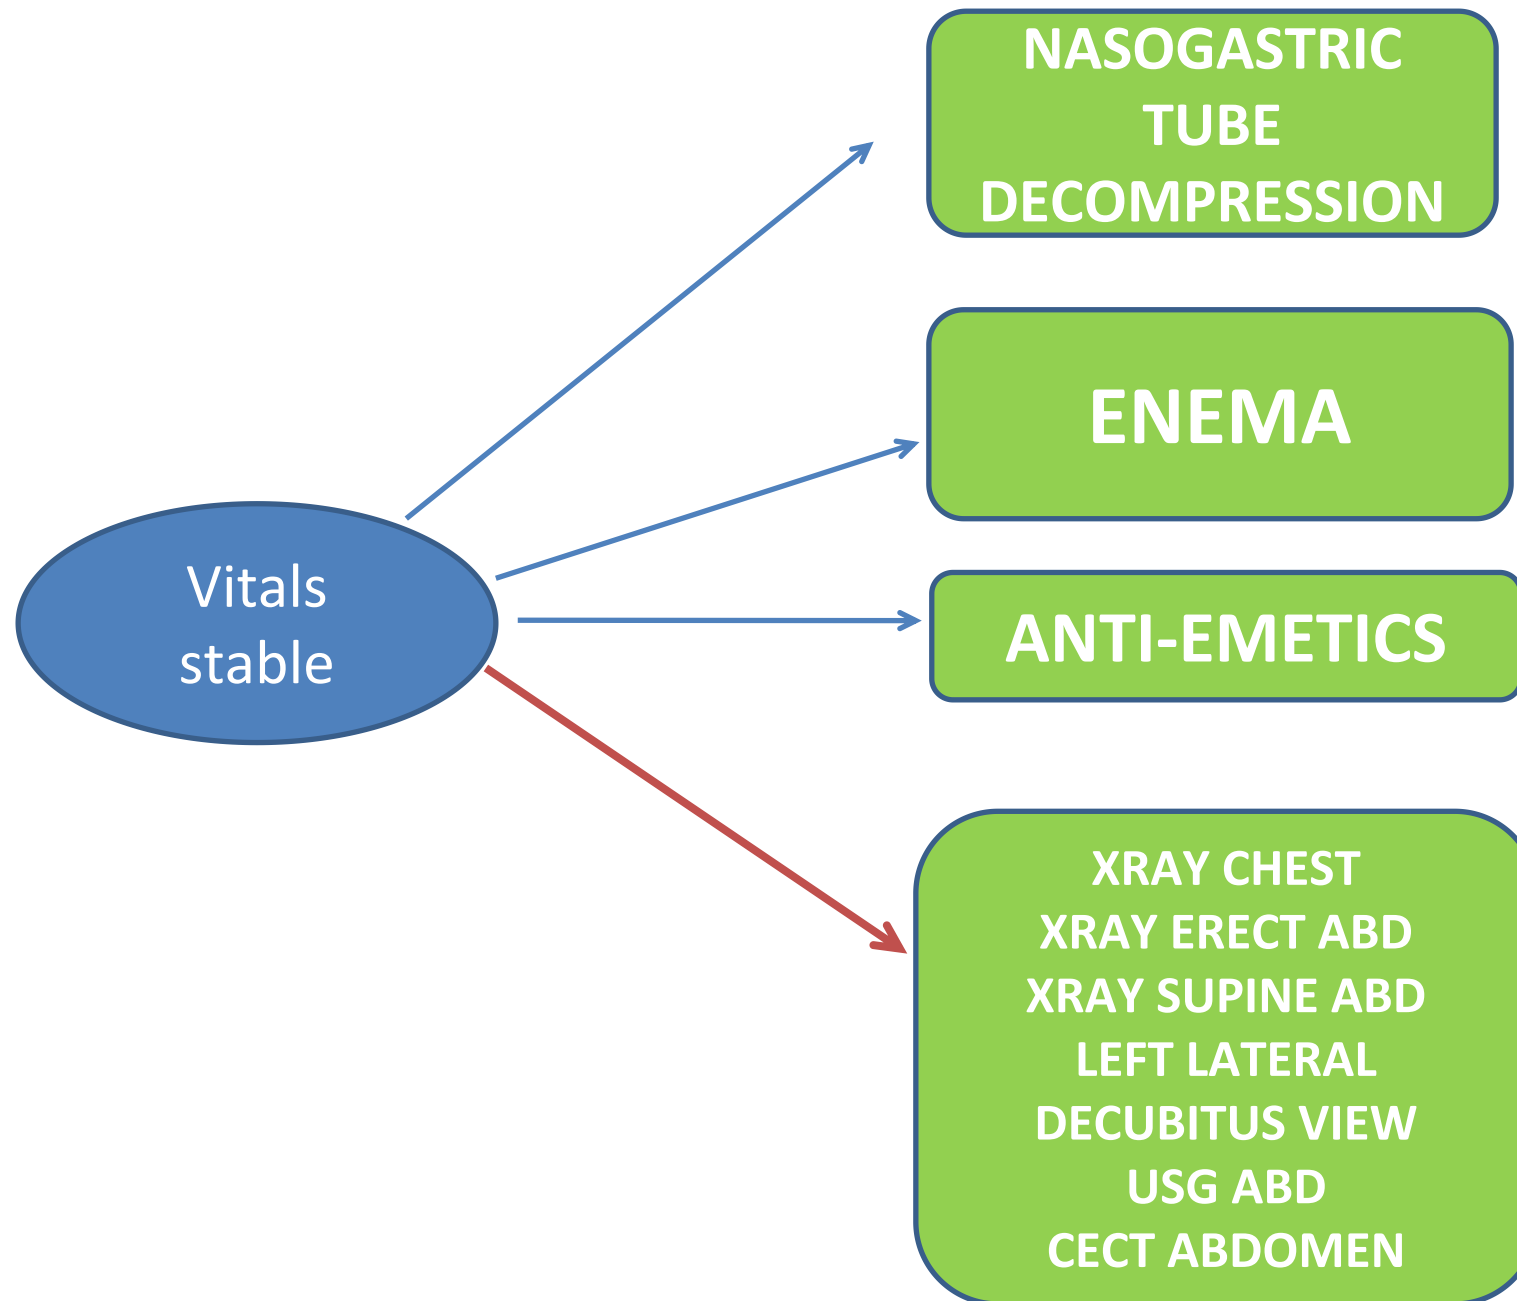 NASOGASTRIC
TUBE
DECOMPRESSION
ENEMA
Vitals
stable
ANTI-EMETICS
XRAY CHEST
XRAY ERECT ABD
XRAY SUPINE ABD
LEFT LATERAL
DECUBITUS VIEW
USG ABD
CECT ABDOMEN